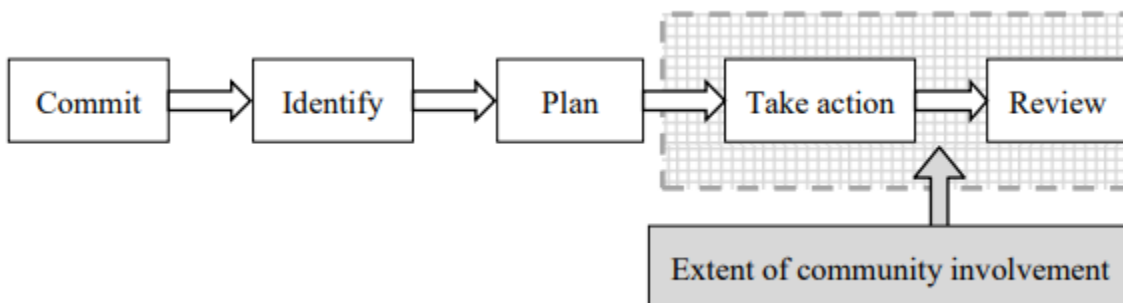 Commit
Identify
Plan
Take action
Review
Extent of community involvement